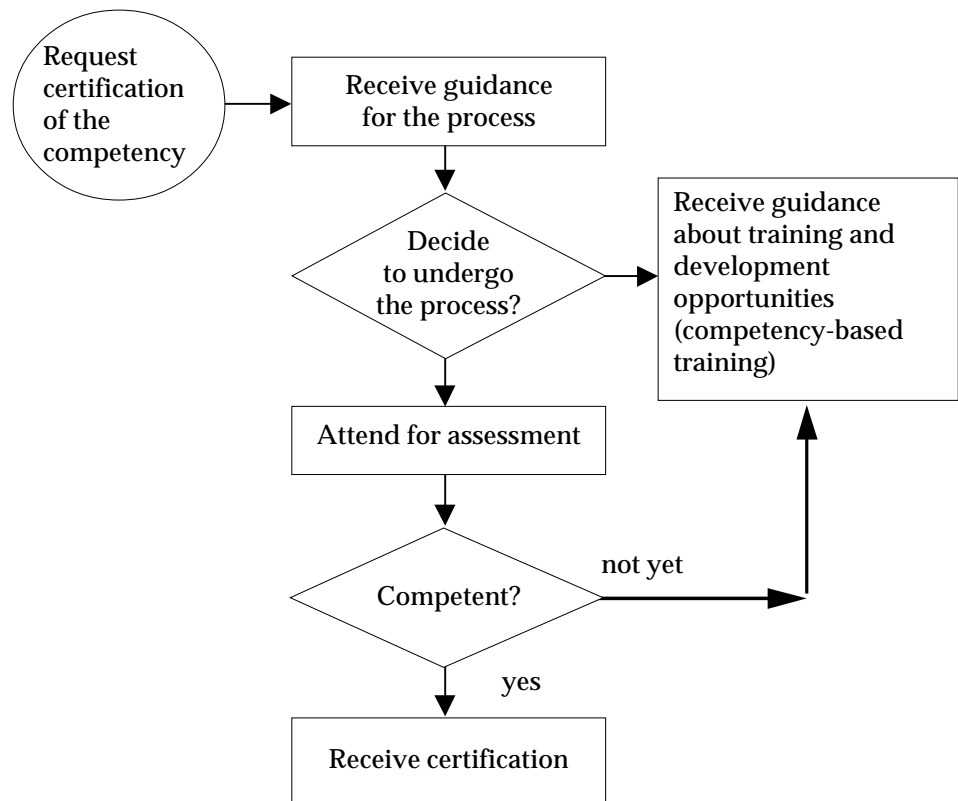 Request
certification
of the
competency
Receive guidance
for the process
Decide
to undergo
the process?
Receive guidance
about training and
development
opportunities
(competency-based
training)
Attend for assessment
Competent?
not yet
yes
Receive certification